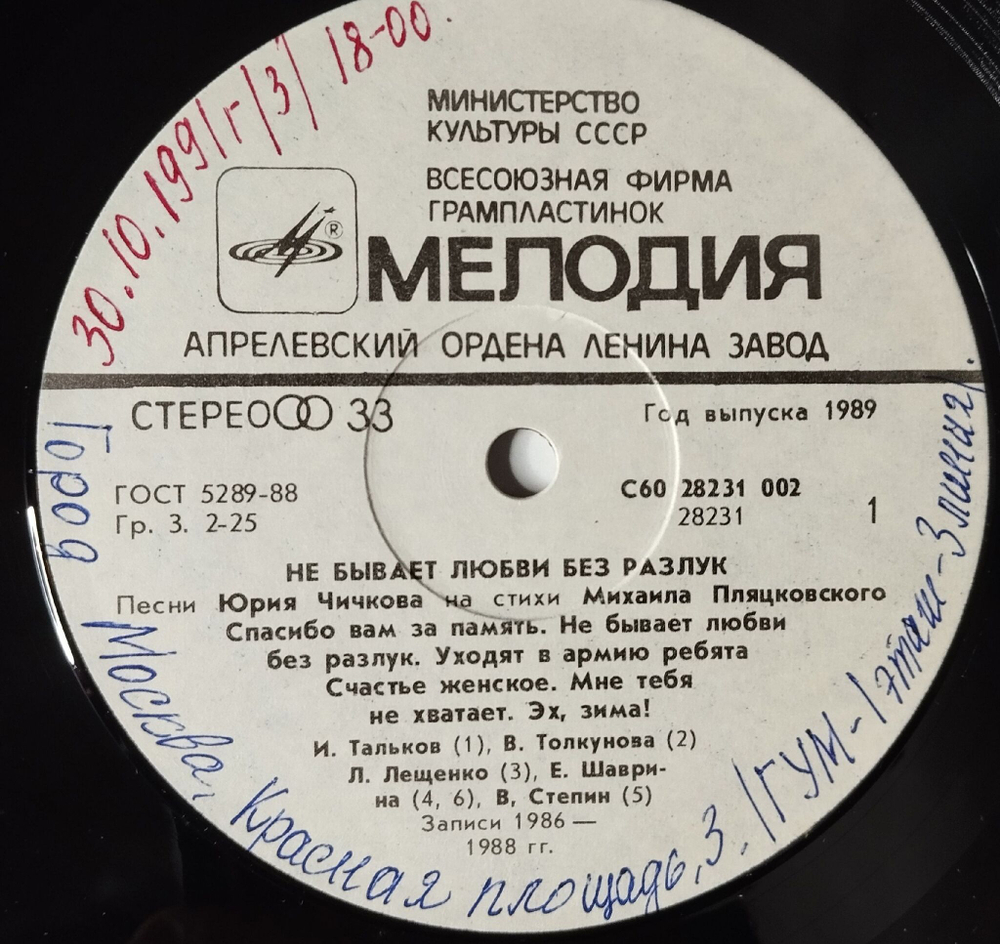 30.10.1991г/3/ 18-00.
МИНИСТЕРСТВО
КУЛЬТУРЫ СССР
ВСЕСОЮЗНАЯ ФИРМА
ГРАМПЛАСТИНОК
®
МЕЛОДИЯ
АПРЕЛЕВСКИЙ ОРДЕНА ЛЕНИНА ЗАВОД
СТЕРЕО 33
Год выпуска 1989
ГОСТ 5289-88
Гр. 3. 2-25
С60 28231 002
28231
1
НЕ БЫВАЕТ ЛЮБВИ БЕЗ РАЗЛУК
Песни Юрия Чичкова на стихи Михаила Пляцковского
Спасибо вам за память. Не бывает любви
без разлук. Уходят в армию ребята
Счастье женское. Мне тебя
не хватает. Эх, зима!
И. Тальков (1), В. Толкунова (2)
Л. Лещенко (3), Е. Шаври-
на (4, 6), В, Степин (5)
Записи 1986 —
1988 гг.
Город Москва, Красная площадь, 3, /ГУМ-1этаж-3линия/.